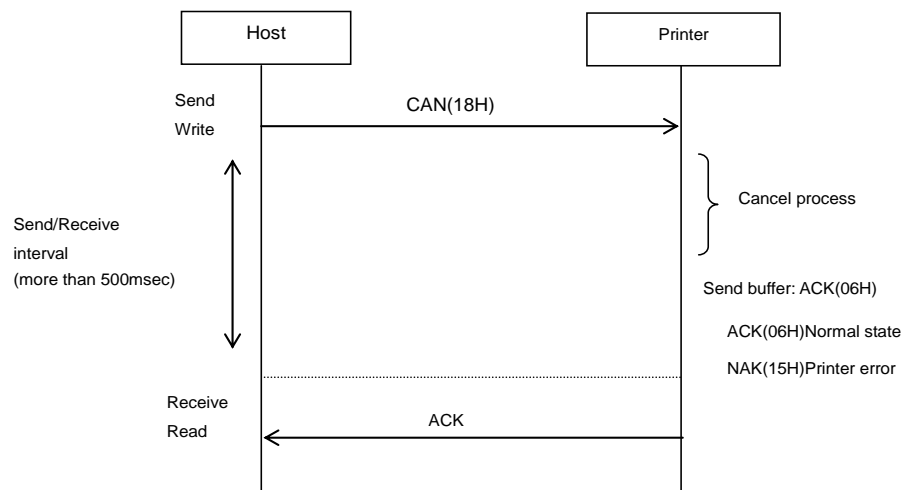 Host
Printer
Send
Write
CAN(18H)
Send/Receive
interval
(more than 500msec)
Cancel process
Send buffer: ACK(06H)
ACK(06H)Normal state
NAK(15H)Printer error
Receive
Read
ACK